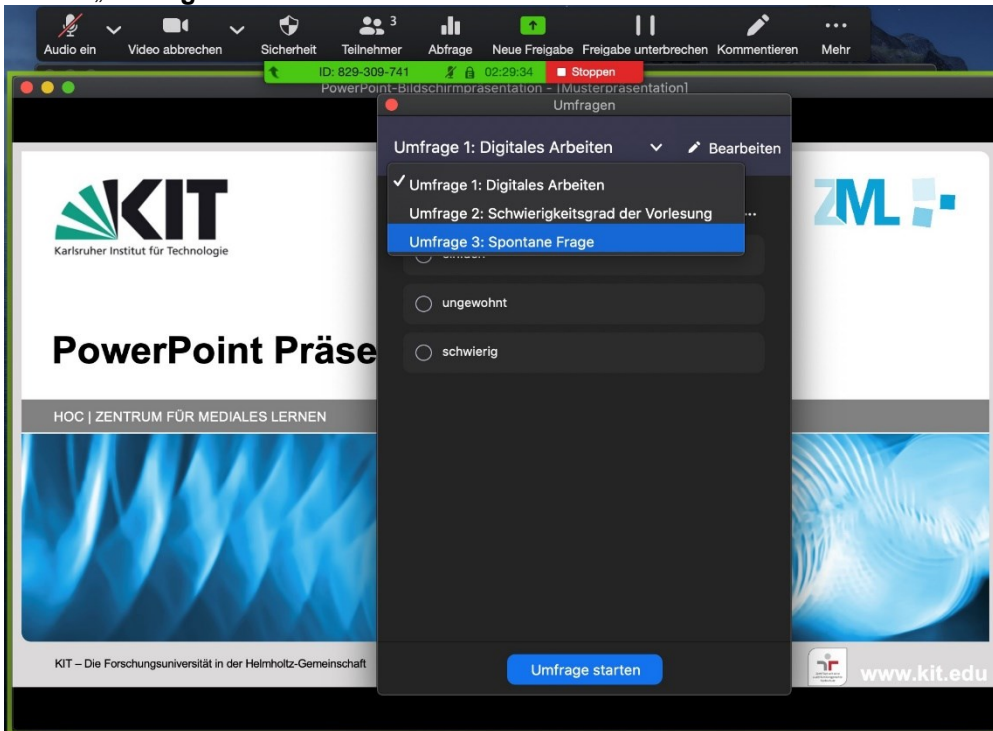 3
Audio ein Video abbrechen Sicherheit Teilnehmer Abfrage Neue Freigabe Freigabe unterbrechen Kommentieren Mehr
ID: 829-309-741 02:29:34 Stoppen
PowerPoint-Bildschirmpräsentation - [Musterpräsentation]
Umfragen
Umfrage 1: Digitales Arbeiten Bearbeiten
Umfrage 1: Digitales Arbeiten
Umfrage 2: Schwierigkeitsgrad der Vorlesung ...
Umfrage 3: Spontane Frage
ungewohnt
schwierig
Umfrage starten
KIT
Karlsruher Institut für Technologie
ZML
PowerPoint Präse
HOC | ZENTRUM FÜR MEDIALES LERNEN
KIT – Die Forschungsuniversität in der Helmholtz-Gemeinschaft
www.kit.edu